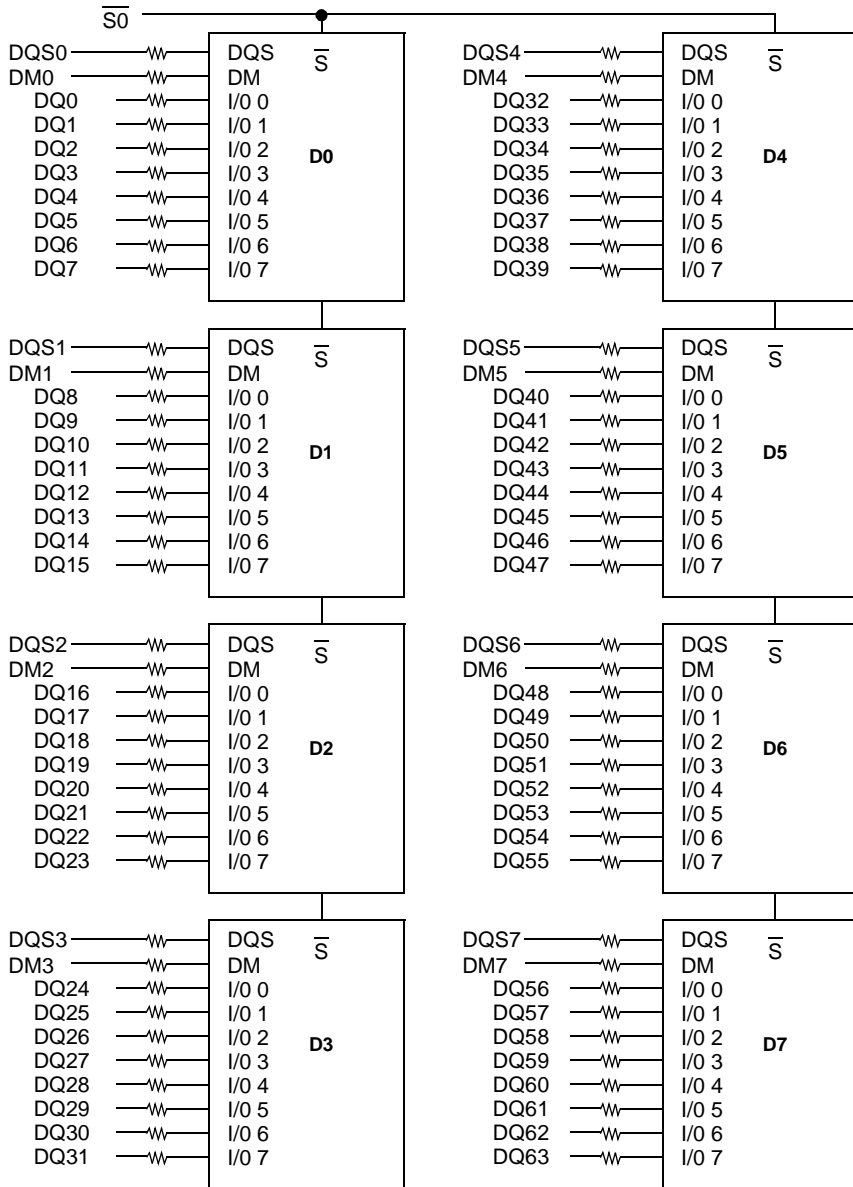 S̅0̅
DQS0 DQS S̅
DM0 DM
DQ0 I/0 0
DQ1 I/0 1
DQ2 I/0 2
D0
DQ3 I/0 3
DQ4 I/0 4
DQ5 I/0 5
DQ6 I/0 6
DQ7 I/0 7
DQS1 DQS S̅
DM1 DM
DQ8 I/0 0
DQ9 I/0 1
DQ10 I/0 2
D1
DQ11 I/0 3
DQ12 I/0 4
DQ13 I/0 5
DQ14 I/0 6
DQ15 I/0 7
DQS2 DQS S̅
DM2 DM
DQ16 I/0 0
DQ17 I/0 1
DQ18 I/0 2
D2
DQ19 I/0 3
DQ20 I/0 4
DQ21 I/0 5
DQ22 I/0 6
DQ23 I/0 7
DQS3 DQS S̅
DM3 DM
DQ24 I/0 0
DQ25 I/0 1
DQ26 I/0 2
D3
DQ27 I/0 3
DQ28 I/0 4
DQ29 I/0 5
DQ30 I/0 6
DQ31 I/0 7
DQS4 DQS S̅
DM4 DM
DQ32 I/0 0
DQ33 I/0 1
DQ34 I/0 2
D4
DQ35 I/0 3
DQ36 I/0 4
DQ37 I/0 5
DQ38 I/0 6
DQ39 I/0 7
DQS5 DQS S̅
DM5 DM
DQ40 I/0 0
DQ41 I/0 1
DQ42 I/0 2
D5
DQ43 I/0 3
DQ44 I/0 4
DQ45 I/0 5
DQ46 I/0 6
DQ47 I/0 7
DQS6 DQS S̅
DM6 DM
DQ48 I/0 0
DQ49 I/0 1
DQ50 I/0 2
D6
DQ51 I/0 3
DQ52 I/0 4
DQ53 I/0 5
DQ54 I/0 6
DQ55 I/0 7
DQS7 DQS S̅
DM7 DM
DQ56 I/0 0
DQ57 I/0 1
DQ58 I/0 2
D7
DQ59 I/0 3
DQ60 I/0 4
DQ61 I/0 5
DQ62 I/0 6
DQ63 I/0 7